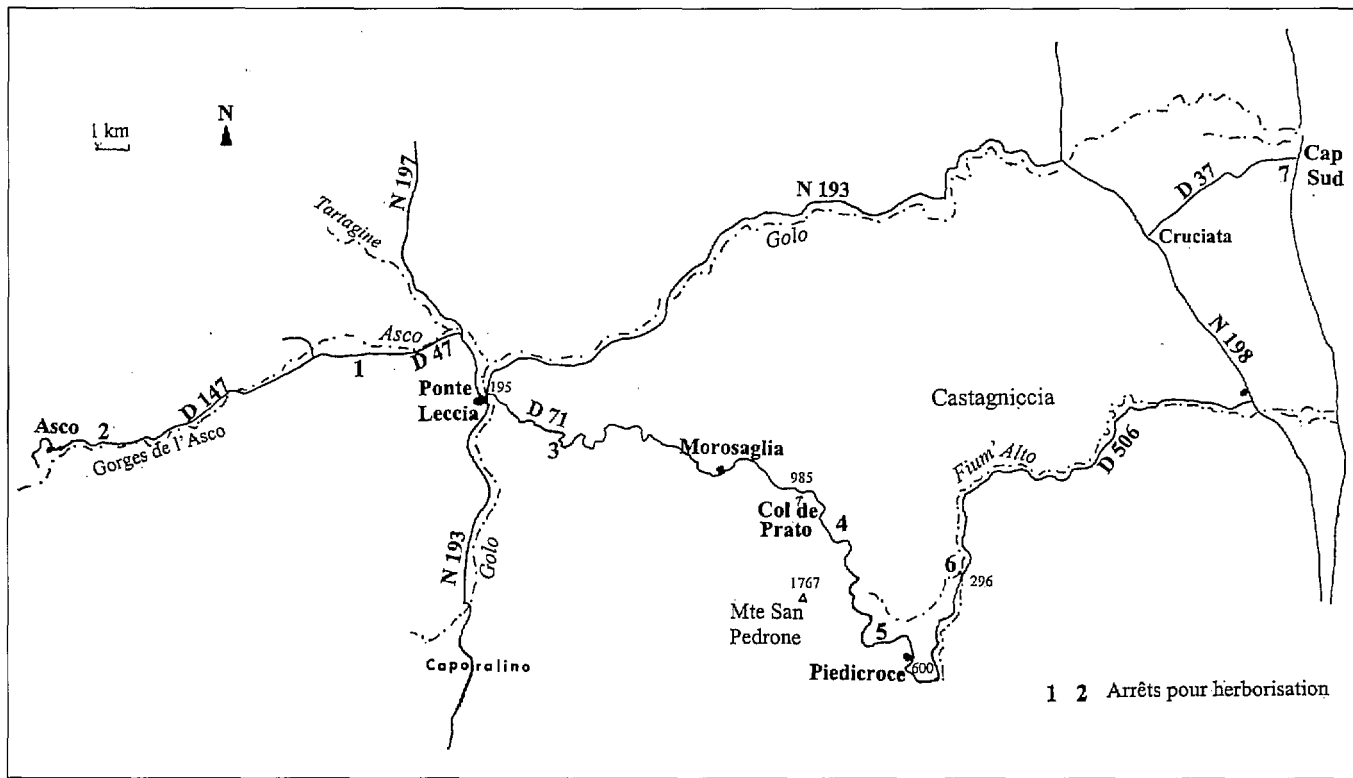 1 km
N
N 197
Tartagine
Asco
D 47
1
D 147
Asco
2
Gorges de l'Asco
Ponte
Leccia
195
D 71
3
N 193
Golo
Caporalino
N 193
Golo
Morosaglia
985
7
Col de
Prato
4
1767
Mte San
Pedrone
5
Piedicroce
600
6
296
Fium' Alto
Castagniccia
D 506
N 198
Cruciata
D 37
7
Cap
Sud
1 2 Arrêts pour herborisation